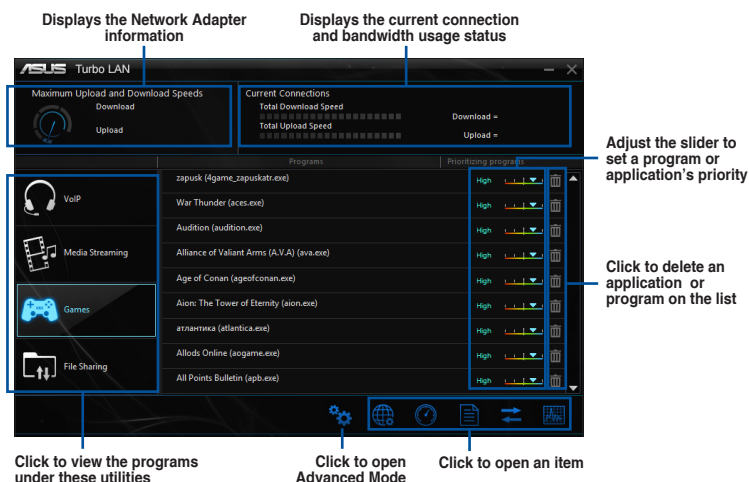 Displays the Network Adapter
information
Displays the current connection
and bandwidth usage status
ASUS Turbo LAN
Maximum Upload and Download Speeds
Download
Upload
Current Connections
Total Download Speed
Download =
Total Upload Speed
Upload =
Programs
Prioritizing programs
VoIP
Media Streaming
Games
File Sharing
zapusk (4game_zapuskatr.exe)
High
War Thunder (aces.exe)
High
Audition (audition.exe)
High
Alliance of Valiant Arms (A.V.A) (ava.exe)
High
Age of Conan (ageofconan.exe)
High
Aion: The Tower of Eternity (aion.exe)
High
атлантика (atlantica.exe)
High
Allods Online (aogame.exe)
High
All Points Bulletin (apb.exe)
High
Adjust the slider to
set a program or
application's priority
Click to delete an
application or
program on the list
Click to view the programs
under these utilities
Click to open
Advanced Mode
Click to open an item